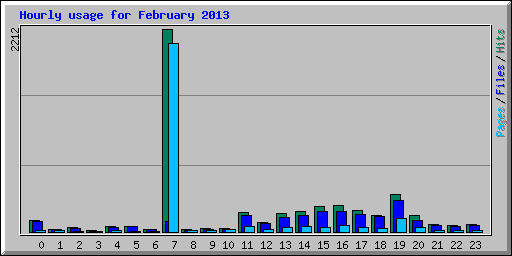 Hourly usage for February 2013
2212
Pages/Files/Hits
0 1 2 3 4 5 6 7 8 9 10 11 12 13 14 15 16 17 18 19 20 21 22 23